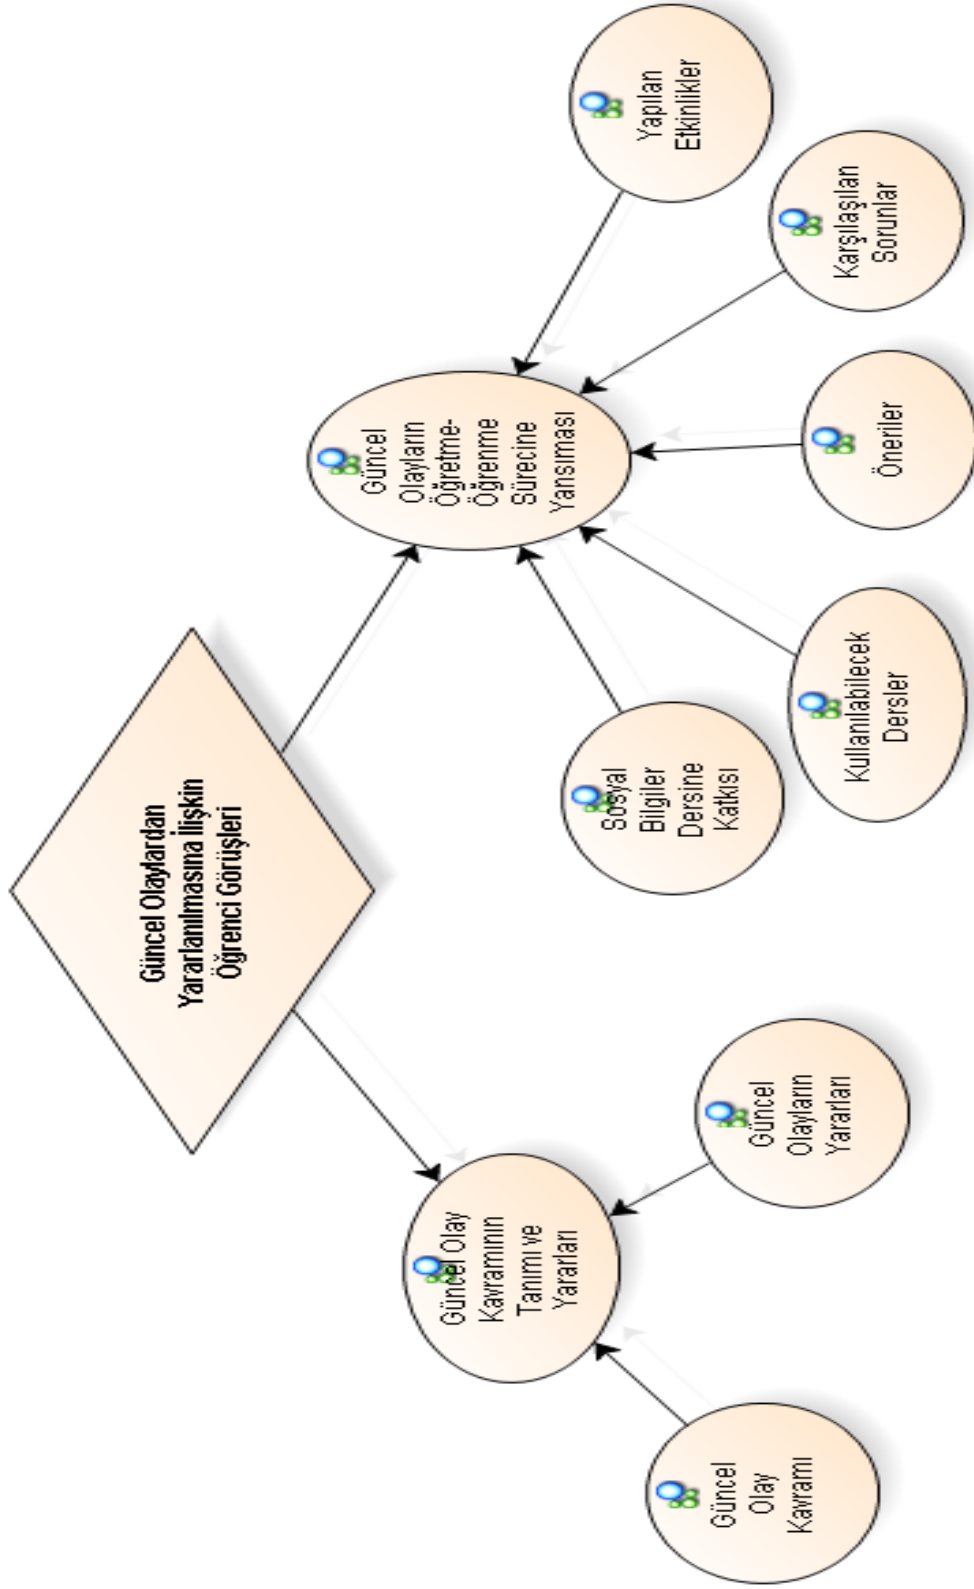 Güncel Olaylardan
Yararlanılmasına İlişkin
Öğrenci Görüşleri
Güncel Olay
Kavramının
Tanımı ve
Yararları
Güncel
Olayların
Öğretme-
Öğrenme
Sürecine
Yansıması
Güncel
Olay
Kavramı
Güncel
Olayların
Yararları
Sosyal
Bilgiler
Dersine
Katkısı
Kullanılabilecek
Dersler
Öneriler
Karşılaşılan
Sorunlar
Yapılan
Etkinlikler